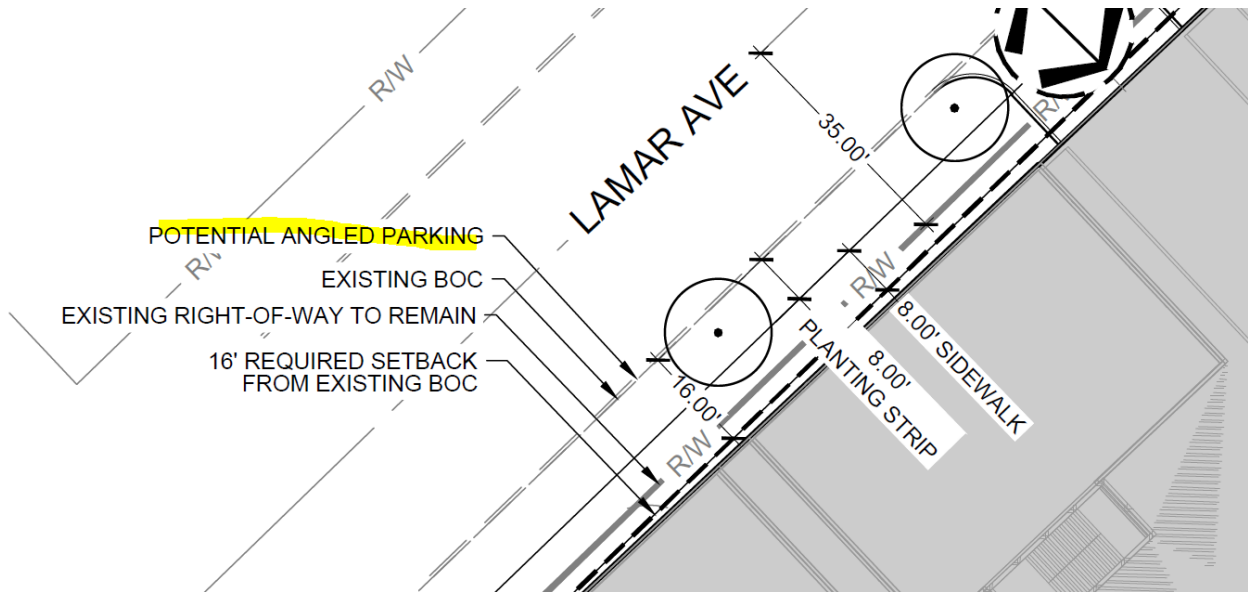 R/W
LAMAR AVE
35.00'
R/W
POTENTIAL ANGLED PARKING
R/W
EXISTING BOC
EXISTING RIGHT-OF-WAY TO REMAIN
16' REQUIRED SETBACK
FROM EXISTING BOC
R/W
8.00' SIDEWALK
8.00'
PLANTING STRIP
16.00'
R/W